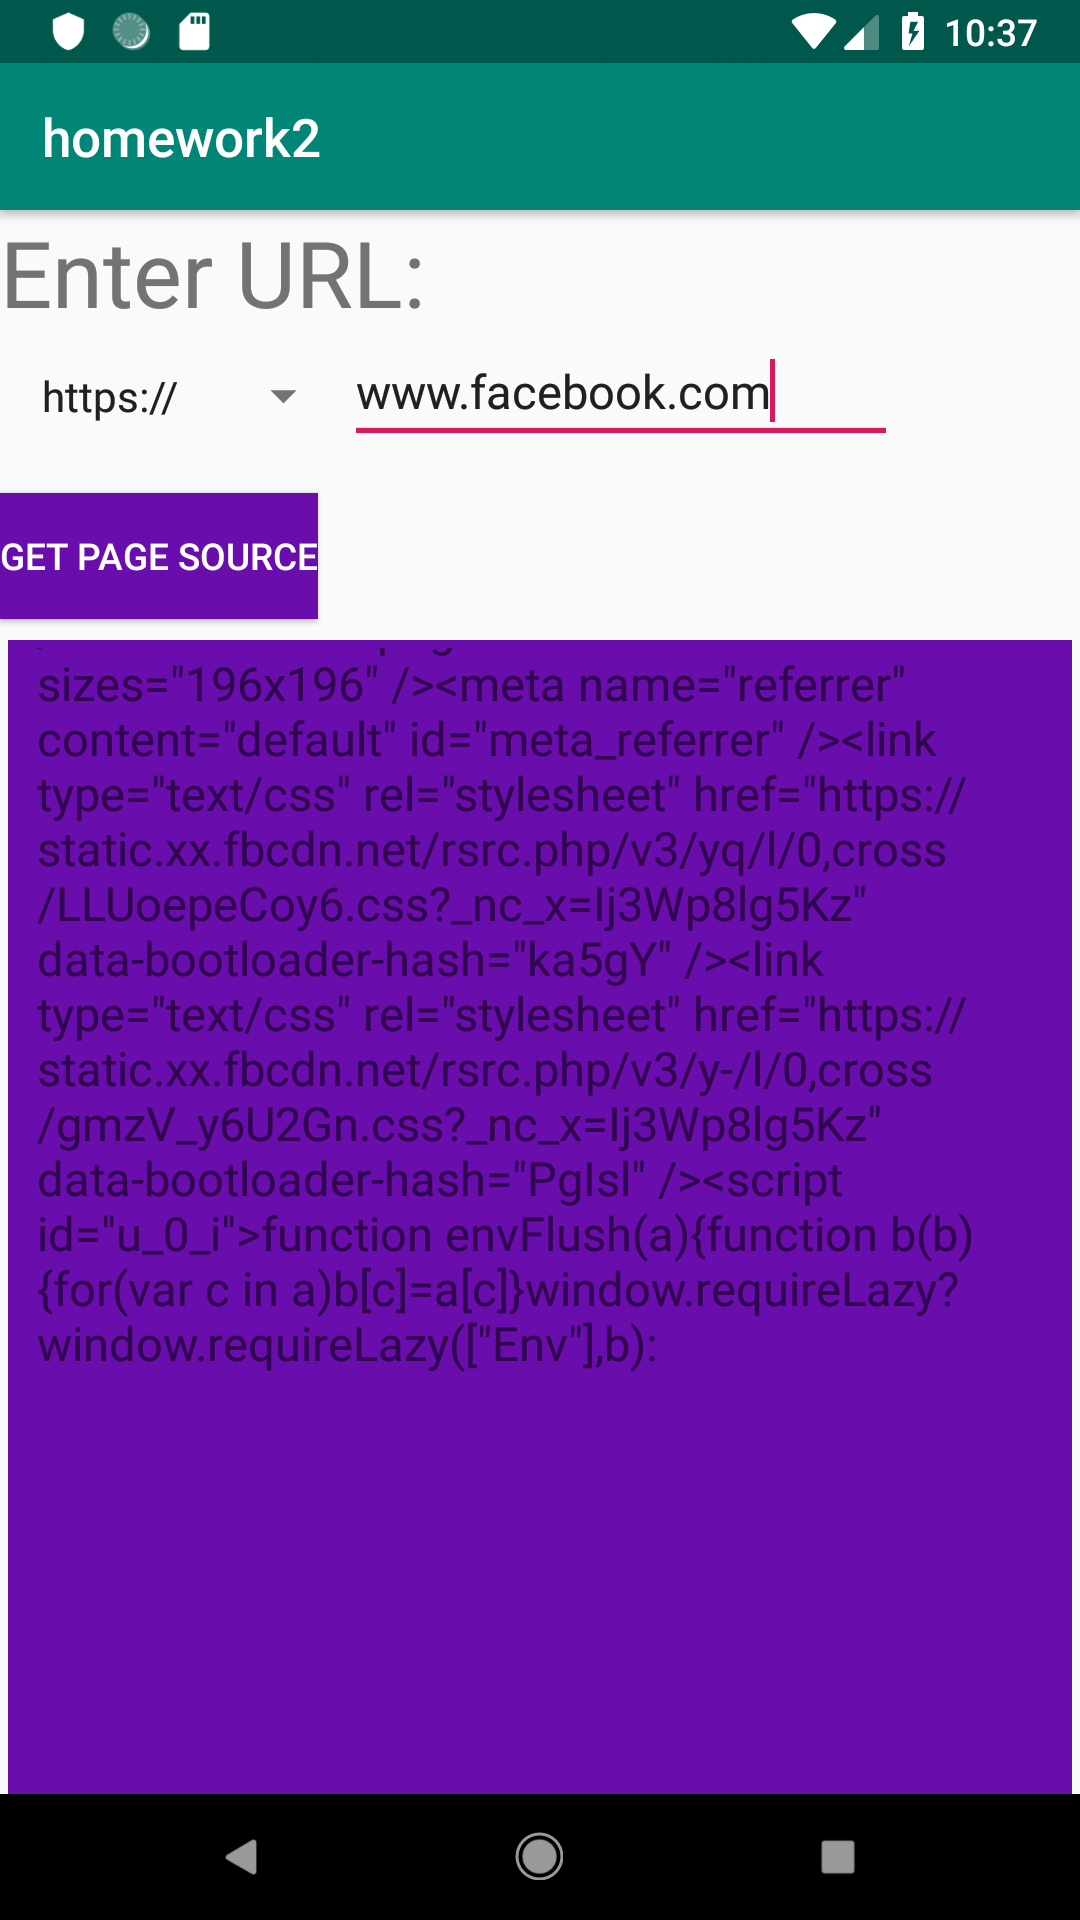 10:37
homework2
Enter URL:
https:// www.facebook.com
GET PAGE SOURCE
sizes="196x196" /><meta name="referrer"
content="default" id="meta_referrer" /><link
type="text/css" rel="stylesheet" href="https://
static.xx.fbcdn.net/rsrc.php/v3/yq/l/0,cross
/LLUoepeCoy6.css?_nc_x=Ij3Wp8lg5Kz"
data-bootloader-hash="ka5gY" /><link
type="text/css" rel="stylesheet" href="https://
static.xx.fbcdn.net/rsrc.php/v3/y-/l/0,cross
/gmzV_y6U2Gn.css?_nc_x=Ij3Wp8lg5Kz"
data-bootloader-hash="PgIsl" /><script
id="u_0_i">function envFlush(a){function b(b)
{for(var c in a)b[c]=a[c]}window.requireLazy?
window.requireLazy(["Env"],b):